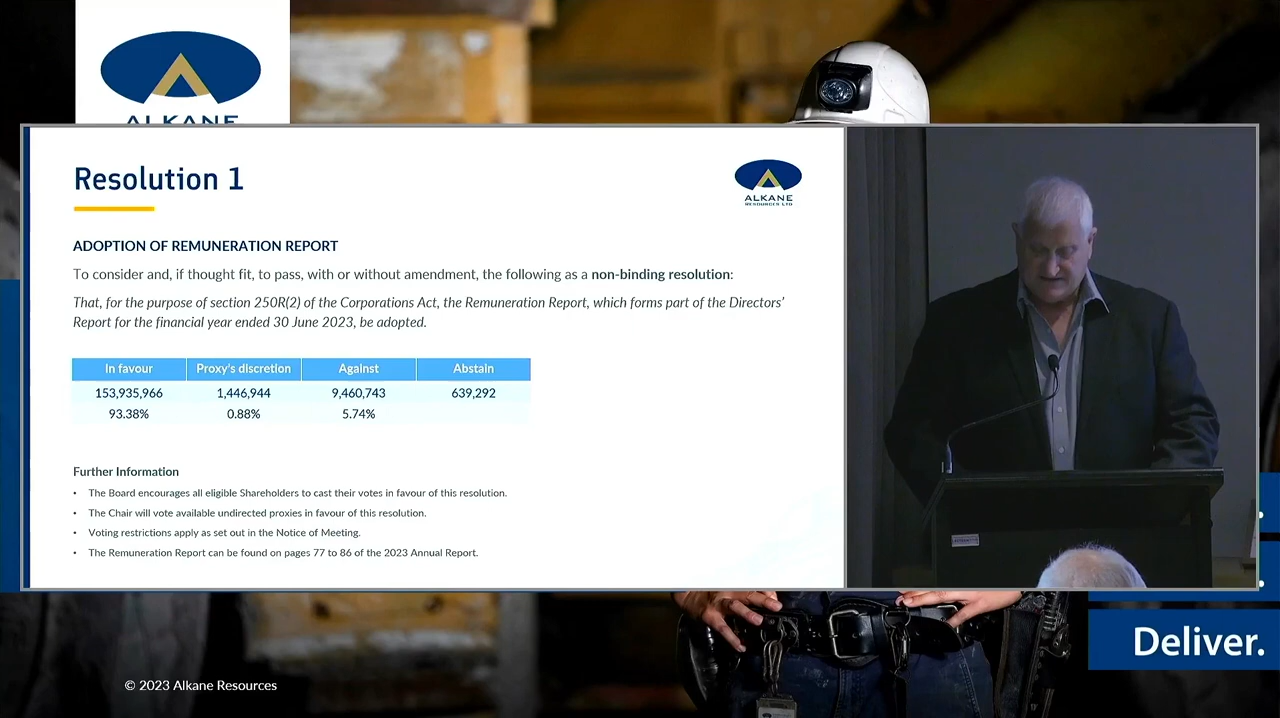 ALKANE
Resolution 1
ALKANE
RESOURCES LTD
ADOPTION OF REMUNERATION REPORT
To consider and, if thought fit, to pass, with or without amendment, the following as a non-binding resolution:
That, for the purpose of section 250R(2) of the Corporations Act, the Remuneration Report, which forms part of the Directors'
Report for the financial year ended 30 June 2023, be adopted.
In favour Proxy's discretion Against Abstain
153,935,966 1,446,944 9,460,743 639,292
93.38% 0.88% 5.74%
Further Information
• The Board encourages all eligible Shareholders to cast their votes in favour of this resolution.
• The Chair will vote available undirected proxies in favour of this resolution.
• Voting restrictions apply as set out in the Notice of Meeting.
• The Remuneration Report can be found on pages 77 to 86 of the 2023 Annual Report.
Deliver.
© 2023 Alkane Resources